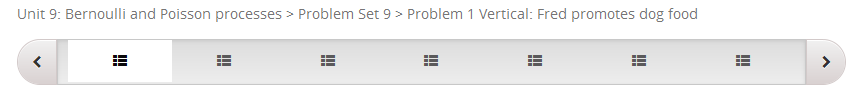 Unit 9: Bernoulli and Poisson processes > Problem Set 9 > Problem 1 Vertical: Fred promotes dog food